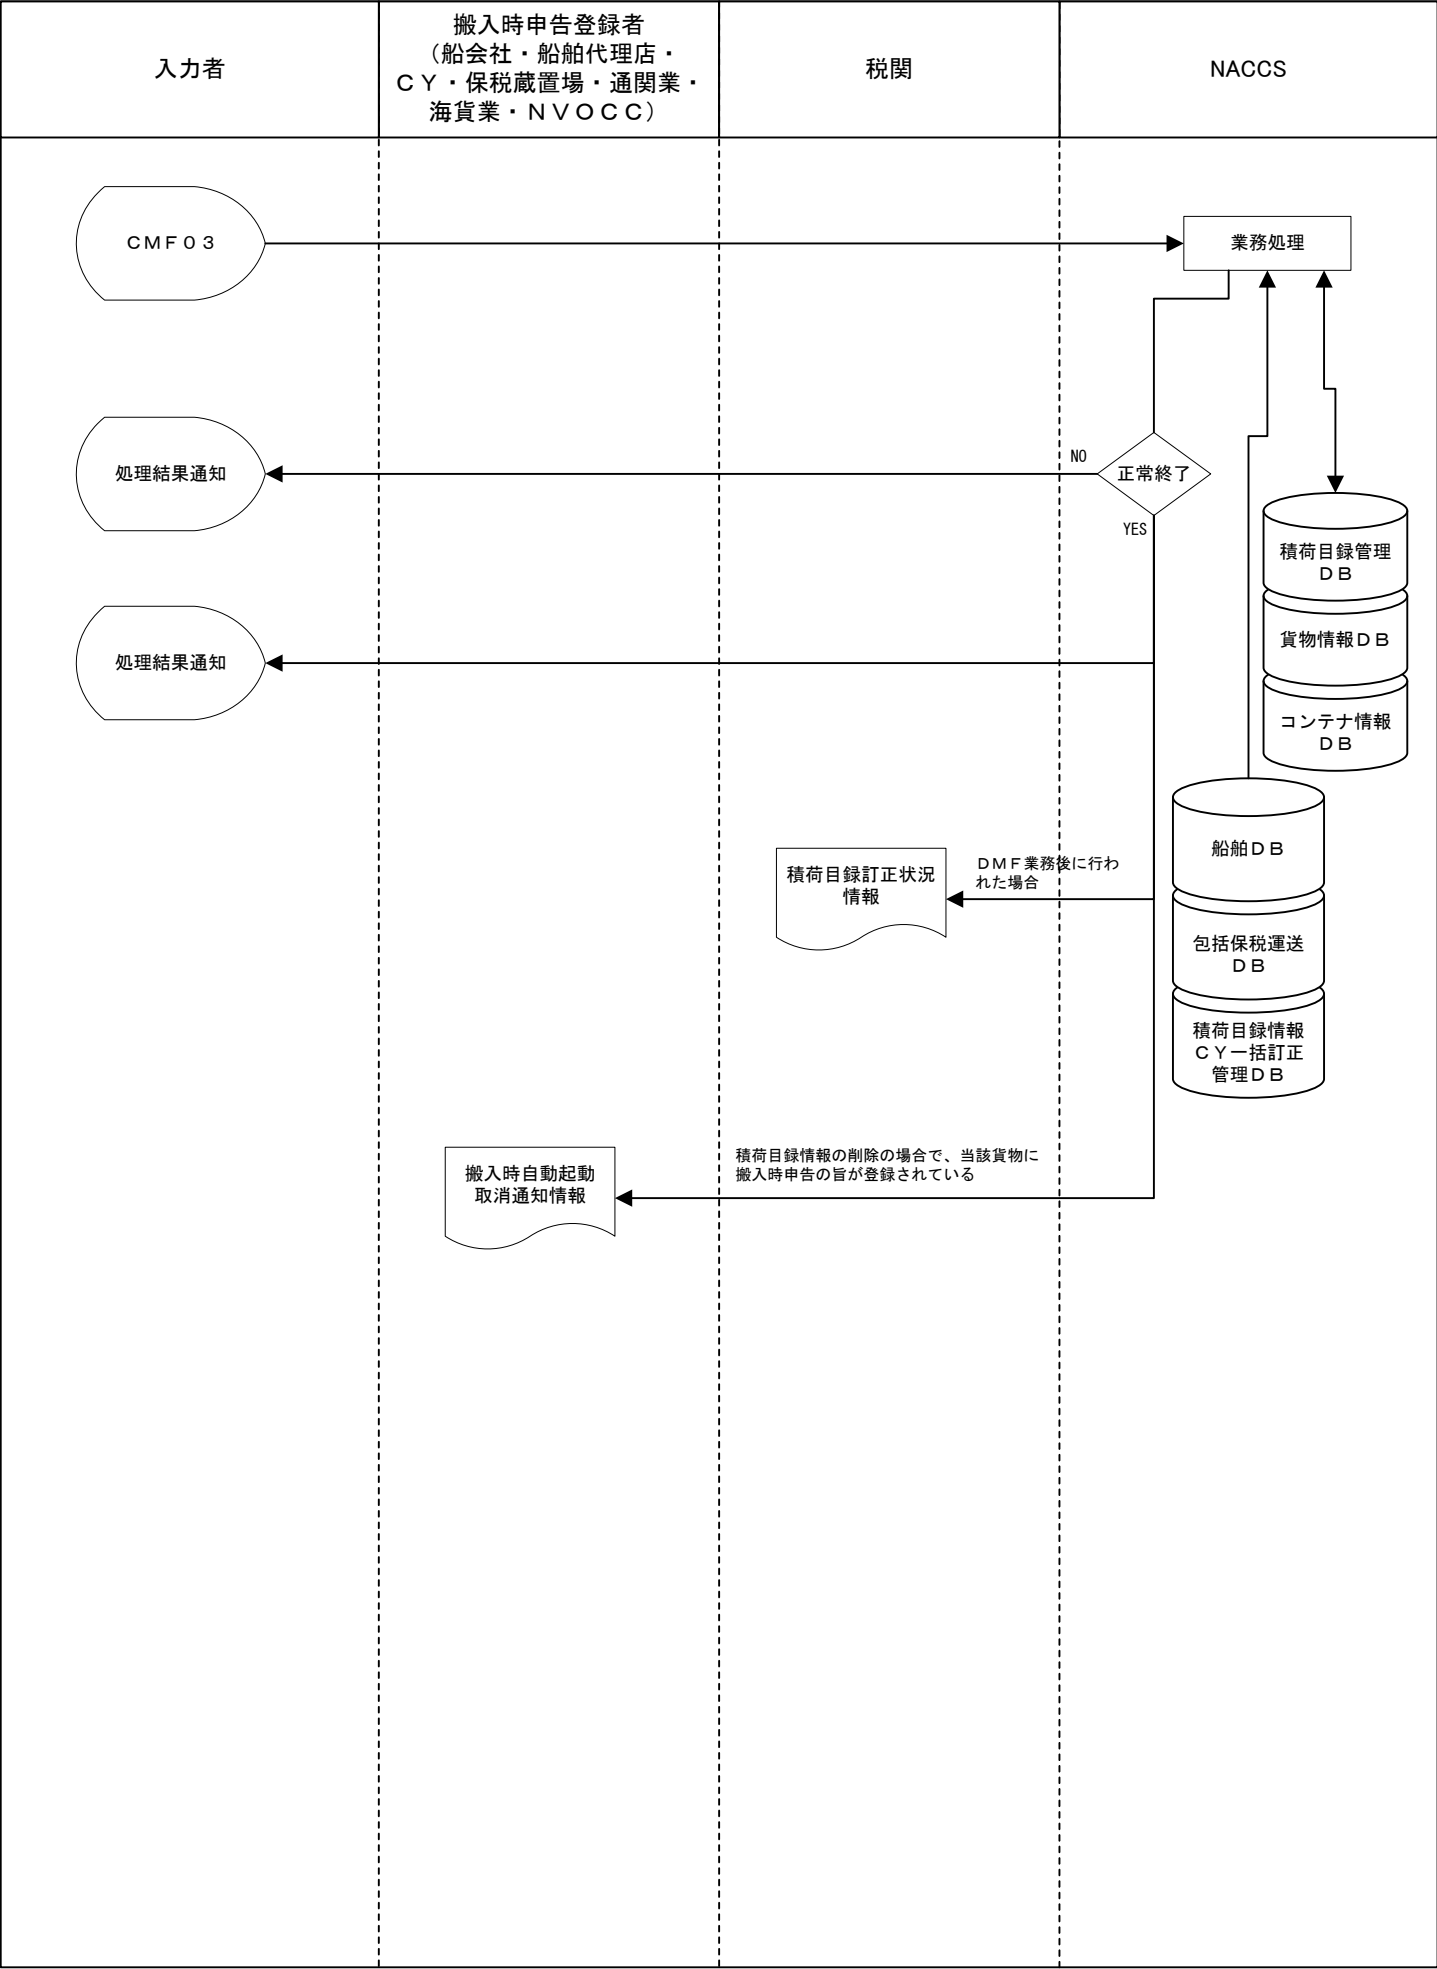 入力者
搬入時申告登録者
（船会社・船舶代理店・
ＣＹ・保税蔵置場・通関業・
海貨業・ＮＶＯＣＣ）
税関
NACCS
ＣＭＦ０３
業務処理
処理結果通知
NO
正常終了
YES
積荷目録管理
ＤＢ
貨物情報ＤＢ
コンテナ情報
ＤＢ
処理結果通知
船舶ＤＢ
包括保税運送
ＤＢ
積荷目録情報
ＣＹ一括訂正
管理ＤＢ
積荷目録訂正状況
情報
ＤＭＦ業務後に行わ
れた場合
搬入時自動起動
取消通知情報
積荷目録情報の削除の場合で、当該貨物に
搬入時申告の旨が登録されている